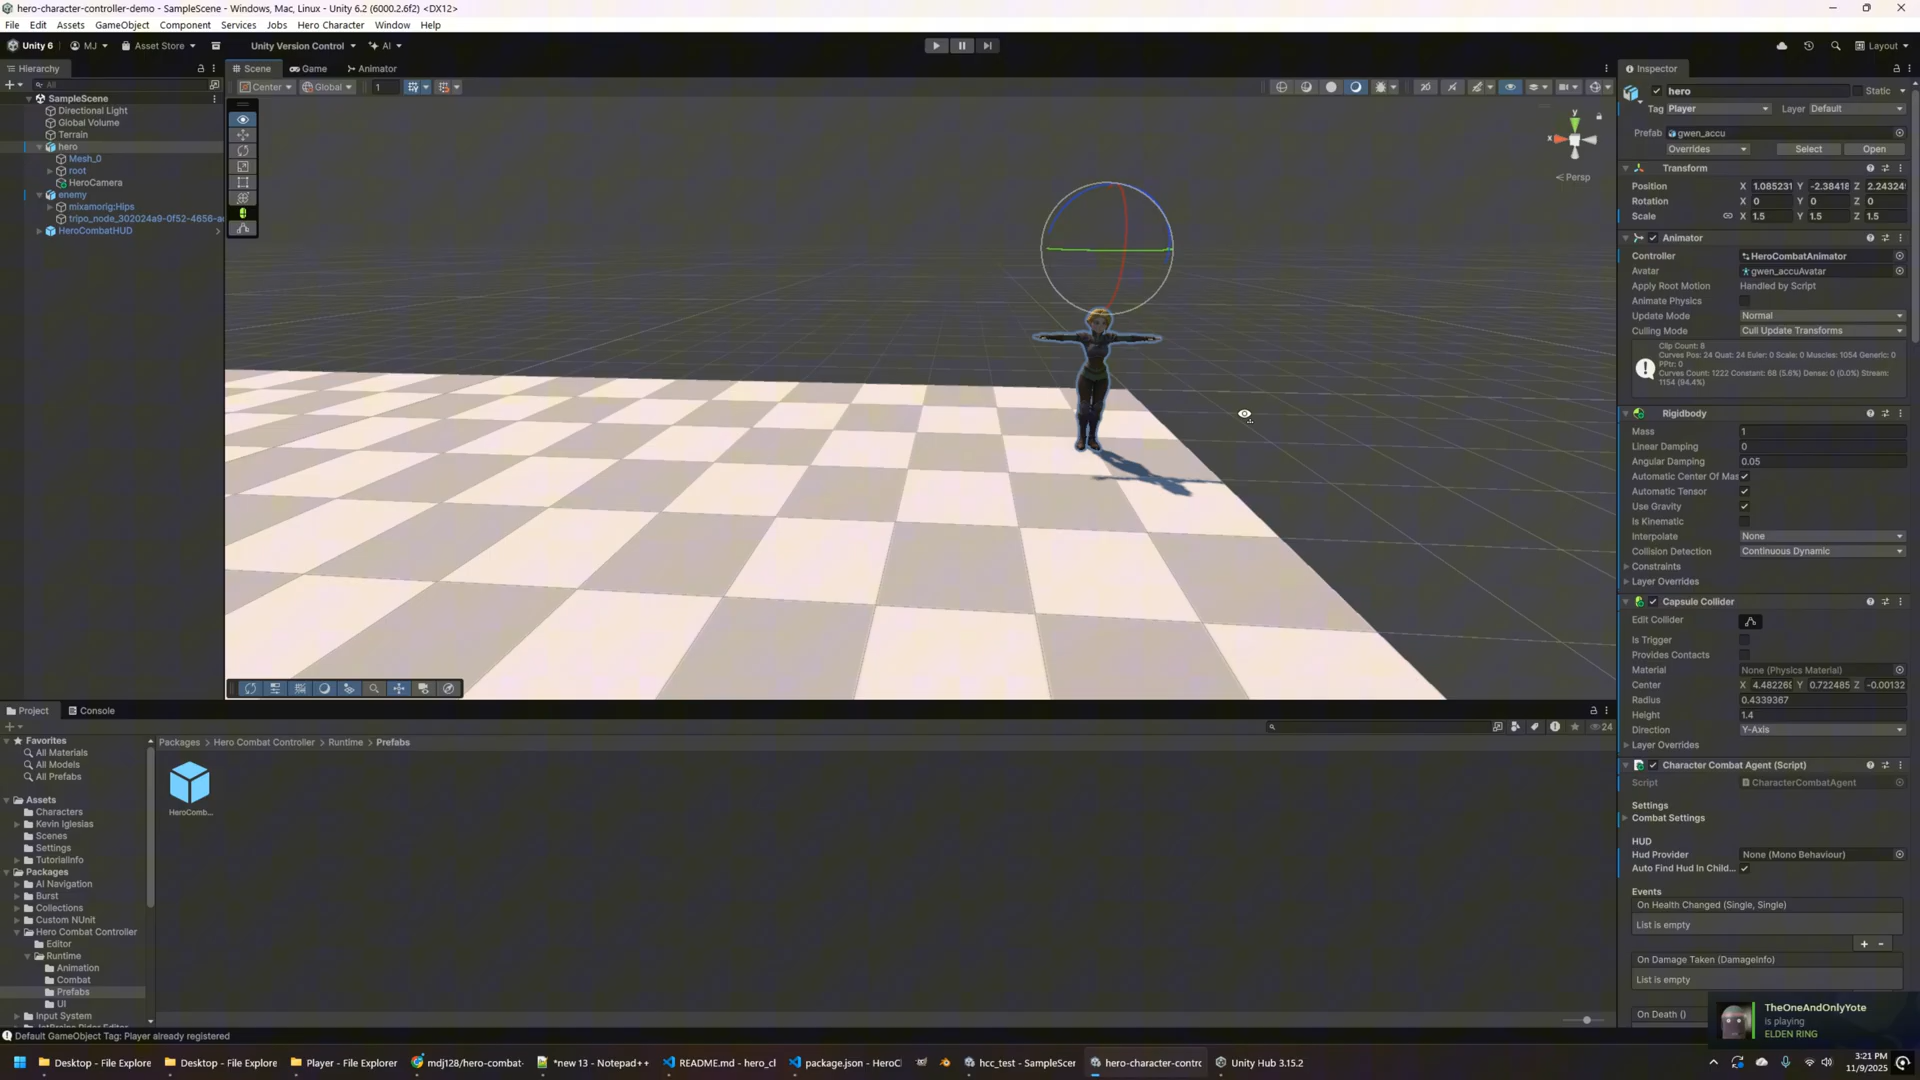 hero-character-controller-demo - SampleScene - Windows, Mac, Linux - Unity 6.2 (6000.2.6f2) <DX12>
File Edit Assets GameObject Component Services Jobs Hero Character Window Help
Unity 6 MJ Asset Store Unity Version Control AI Layout
Hierarchy
All
SampleScene
Directional Light
Global Volume
Terrain
hero
Mesh_0
root
HeroCamera
enemy
mixamorig:Hips
HeroCombatHUD
Scene Game Animator
Center Global 1
y
x
Persp
Inspector
hero Static
Tag Player Layer Default
Prefab gwen_accu
Overrides Select Open
Transform
Position X 1.085231 Y -2.38418 Z 2.24324
Rotation X 0 Y 0 Z 0
Scale X 1.5 Y 1.5 Z 1.5
Animator
Controller HeroCombatAnimator
Avatar gwen_accuAvatar
Apply Root Motion Handled by Script
Animate Physics
Update Mode Normal
Culling Mode Cull Update Transforms
Clip Count: 8
Curves Pos: 24 Quat: 24 Euler: 0 Scale: 0 Muscles: 1054 Generic: 0
PPtr: 0
Curves Count: 1222 Constant: 68 (5.6%) Dense: 0 (0.0%) Stream:
1154 (94.4%)
Rigidbody
Mass 1
Linear Damping 0
Angular Damping 0.05
Automatic Center Of Mas
Automatic Tensor
Use Gravity
Is Kinematic
Interpolate None
Collision Detection Continuous Dynamic
Constraints
Layer Overrides
Capsule Collider
Edit Collider
Is Trigger
Provides Contacts
Material None (Physics Material)
Center X 4.48226 Y 0.722485 Z -0.00132
Radius 0.4339367
Height 1.4
Direction Y-Axis
Layer Overrides
Character Combat Agent (Script)
Script CharacterCombatAgent
Settings
Combat Settings
HUD
Hud Provider None (Mono Behaviour)
Auto Find Hud In Child...
Events
On Health Changed (Single, Single)
List is empty
On Damage Taken (DamageInfo)
List is empty
On Death ()
Project Console
24
Favorites
All Materials
All Models
All Prefabs
Assets
Characters
Kevin Iglesias
Scenes
Settings
TutorialInfo
Packages
AI Navigation
Burst
Collections
Custom NUnit
Hero Combat Controller
Editor
Runtime
Animation
Combat
Prefabs
UI
Input System
JetBrains Rider Editor
Packages > Hero Combat Controller > Runtime > Prefabs
HeroComb...
TheOneAndOnlyYote
is playing
ELDEN RING
Default GameObject Tag: Player already registered
Desktop - File Explore Desktop - File Explore Player - File Explorer mdj128/hero-combat- *new 13 - Notepad++ README.md - hero_cl package.json - HeroC hcc_test - SampleScer hero-character-contrc Unity Hub 3.15.2
3:21 PM
11/9/2025